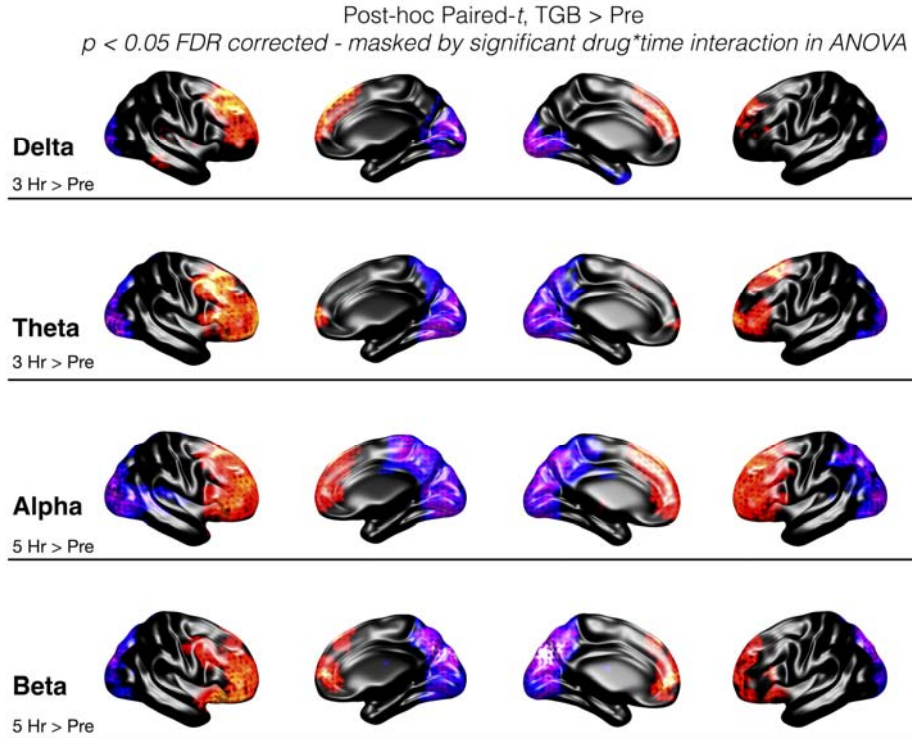 Post-hoc Paired-t, TGB > Pre
p < 0.05 FDR corrected - masked by significant drug*time interaction in ANOVA
Delta
3 Hr > Pre
Theta
3 Hr > Pre
Alpha
5 Hr > Pre
Beta
5 Hr > Pre